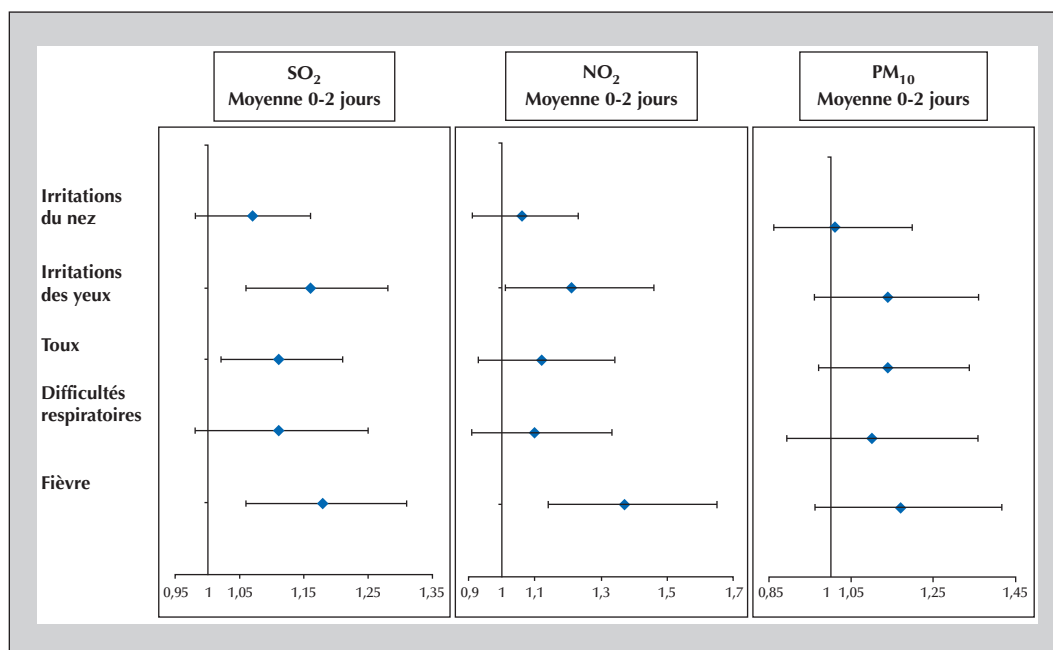 SO₂
Moyenne 0-2 jours
NO₂
Moyenne 0-2 jours
PM₁₀
Moyenne 0-2 jours
Irritations
du nez
Irritations
des yeux
Toux
Difficultés
respiratoires
Fièvre
0,95 1 1,05 1,15 1,25 1,35
0,9 1 1,1 1,3 1,5 1,7
0,85 1 1,05 1,25 1,45